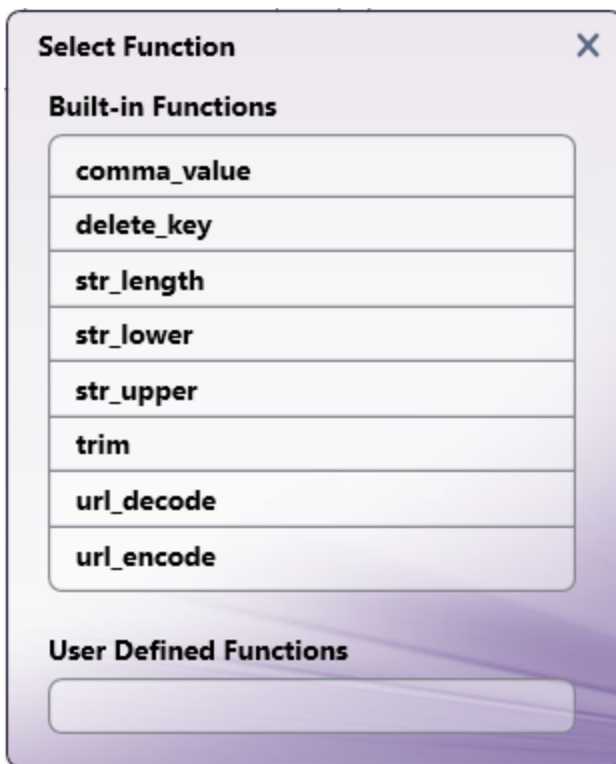 Select Function
Built-in Functions
comma_value
delete_key
str_length
str_lower
str_upper
trim
url_decode
url_encode
User Defined Functions